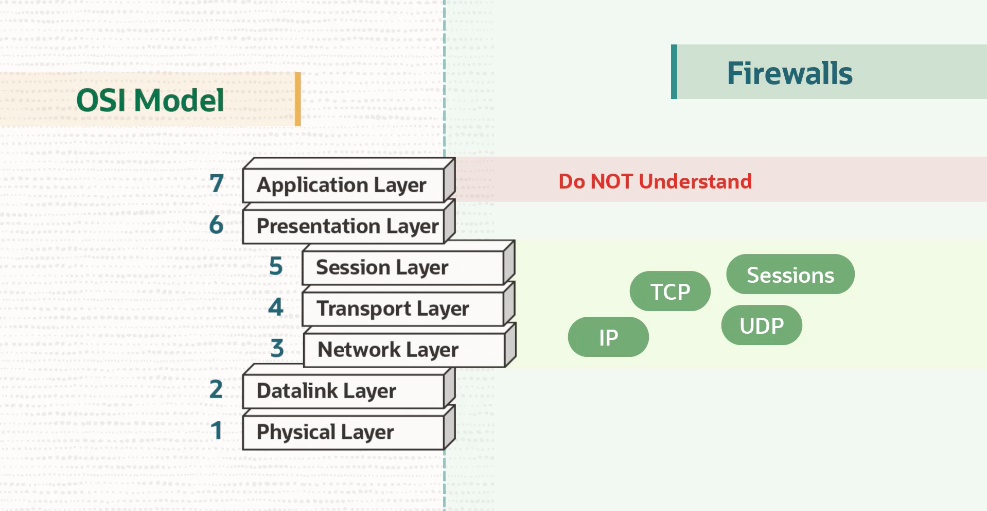 Firewalls
OSI Model
7 Application Layer
Do NOT Understand
6 Presentation Layer
5 Session Layer
Sessions
TCP
4 Transport Layer
UDP
IP
3 Network Layer
2 Datalink Layer
1 Physical Layer